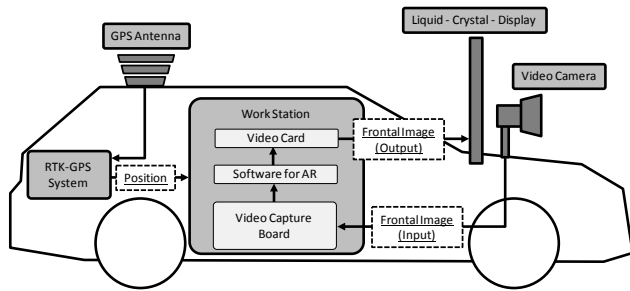 Liquid - Crystal - Display
GPS Antenna
Video Camera
Work Station
Video Card
Frontal Image
(Output)
RTK-GPS
System
Position
Software for AR
Video Capture
Board
Frontal Image
(Input)